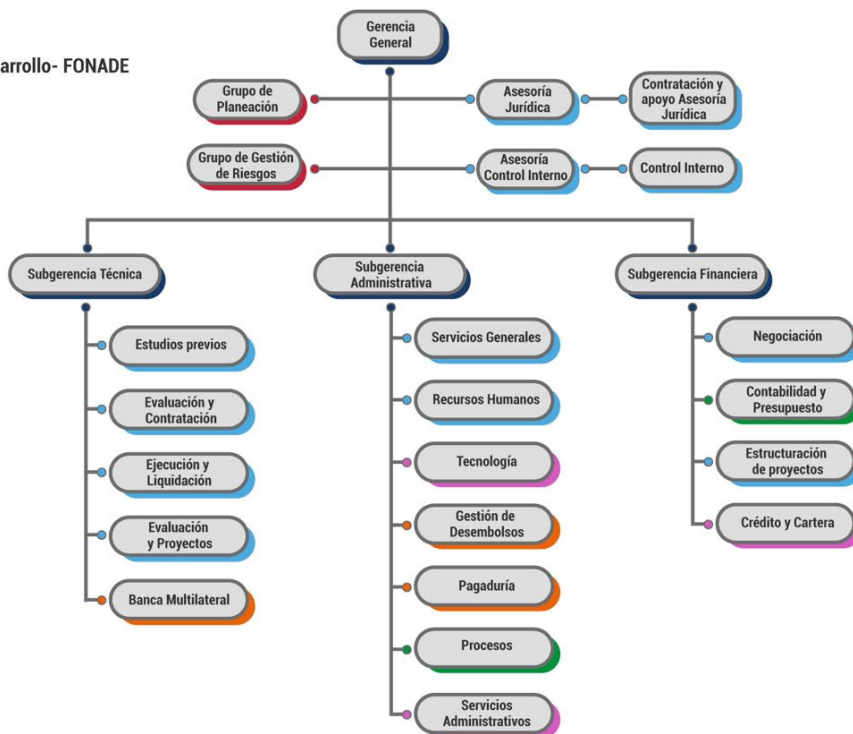 Gerencia
General
arrollo- FONADE
Grupo de
Planeación
Asesoría
Jurídica
Contratación y
apoyo Asesoría
Jurídica
Grupo de Gestión
de Riesgos
Asesoría
Control Interno
Control Interno
Subgerencia Técnica
Subgerencia
Administrativa
Subgerencia Financiera
Estudios previos
Evaluación y
Contratación
Ejecución y
Liquidación
Evaluación
y Proyectos
Banca Multilateral
Servicios Generales
Recursos Humanos
Tecnología
Gestión de
Desembolsos
Pagaduría
Procesos
Servicios
Administrativos
Negociación
Contabilidad y
Presupuesto
Estructuración
de proyectos
Crédito y Cartera